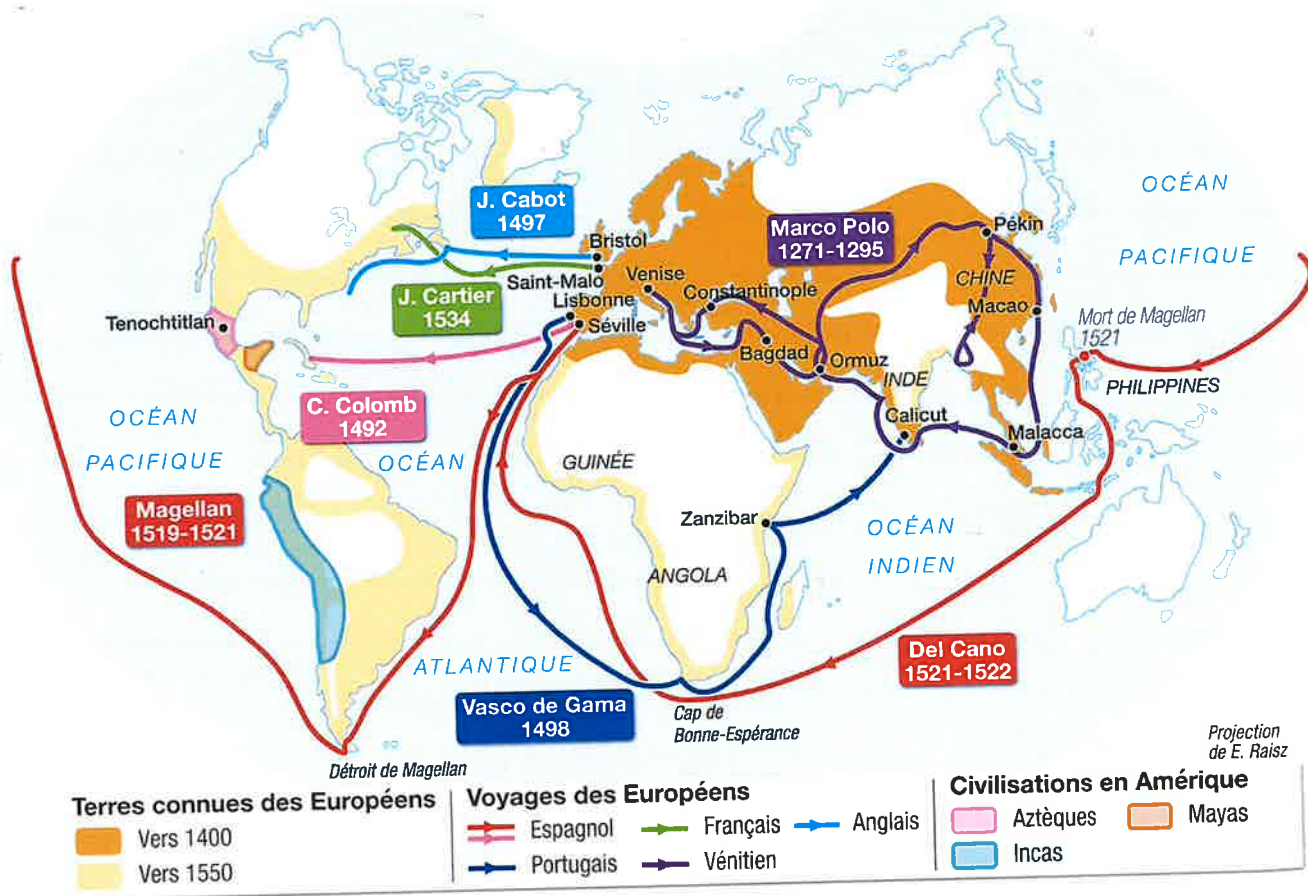 J. Cabot
1497
Bristol
Saint-Malo
J. Cartier
1534
Lisbonne
Séville
Venise
Constantinople
Marco Polo
1271-1295
Pékin
CHINE
Macao
OCÉAN
PACIFIQUE
Mort de Magellan
1521
PHILIPPINES
Tenochtitlan
Bagdad
Ormuz
INDE
Calicut
Malacca
C. Colomb
1492
OCÉAN
PACIFIQUE
OCÉAN
ATLANTIQUE
GUINÉE
Magellan
1519-1521
Zanzibar
ANGOLA
OCÉAN
INDIEN
Del Cano
1521-1522
Vasco de Gama
1498
Cap de
Bonne-Espérance
Détroit de Magellan
Projection
de E. Raisz
Terres connues des Européens
Vers 1400
Vers 1550
Voyages des Européens
Espagnol
Français
Anglais
Portugais
Vénitien
Civilisations en Amérique
Aztèques
Mayas
Incas